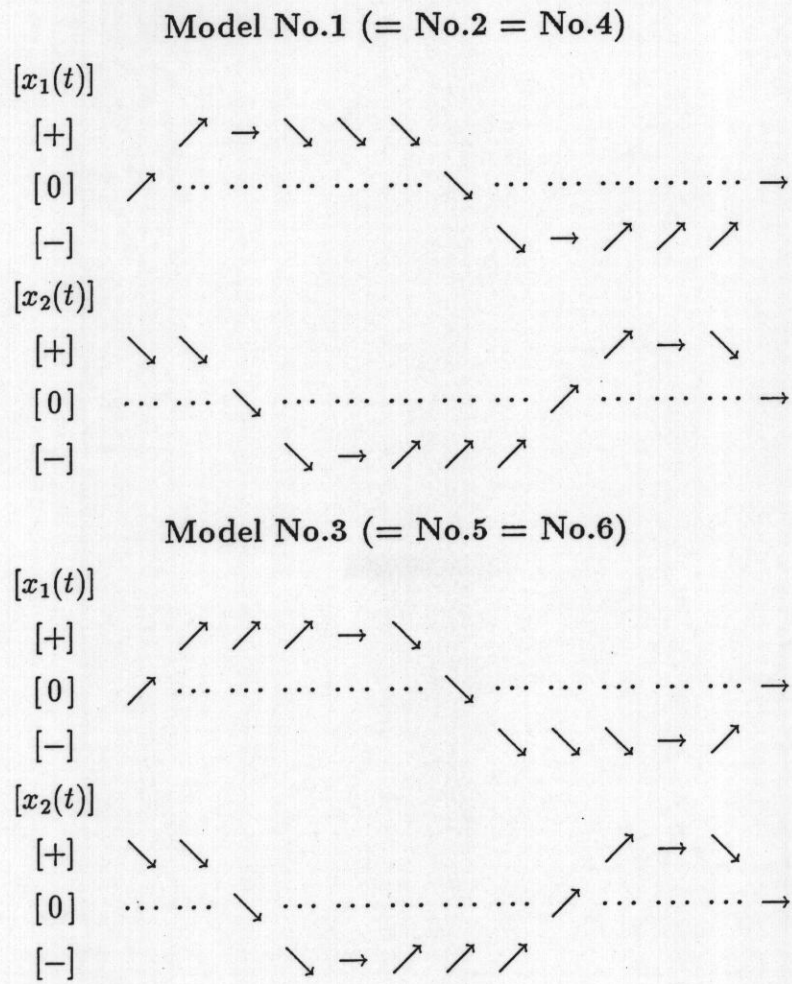 Model No.1 (= No.2 = No.4)
[x₁(t)]
[+] ↗ → ↘ ↘ ↘
[0] ↗ ... ... ... ... ... ↘ ... ... ... ... ... →
[−] ↘ → ↗ ↗ ↗
[x₂(t)]
[+] ↘ ↘ ↗ → ↘
[0] ... ... ↘ ... ... ... ... ... ↗ ... ... ... →
[−] ↘ → ↗ ↗ ↗
Model No.3 (= No.5 = No.6)
[x₁(t)]
[+] ↗ ↗ ↗ → ↘
[0] ↗ ... ... ... ... ... ↘ ... ... ... ... ... →
[−] ↘ ↘ ↘ → ↗
[x₂(t)]
[+] ↘ ↘ ↗ → ↘
[0] ... ... ↘ ... ... ... ... ... ↗ ... ... ... →
[−] ↘ → ↗ ↗ ↗